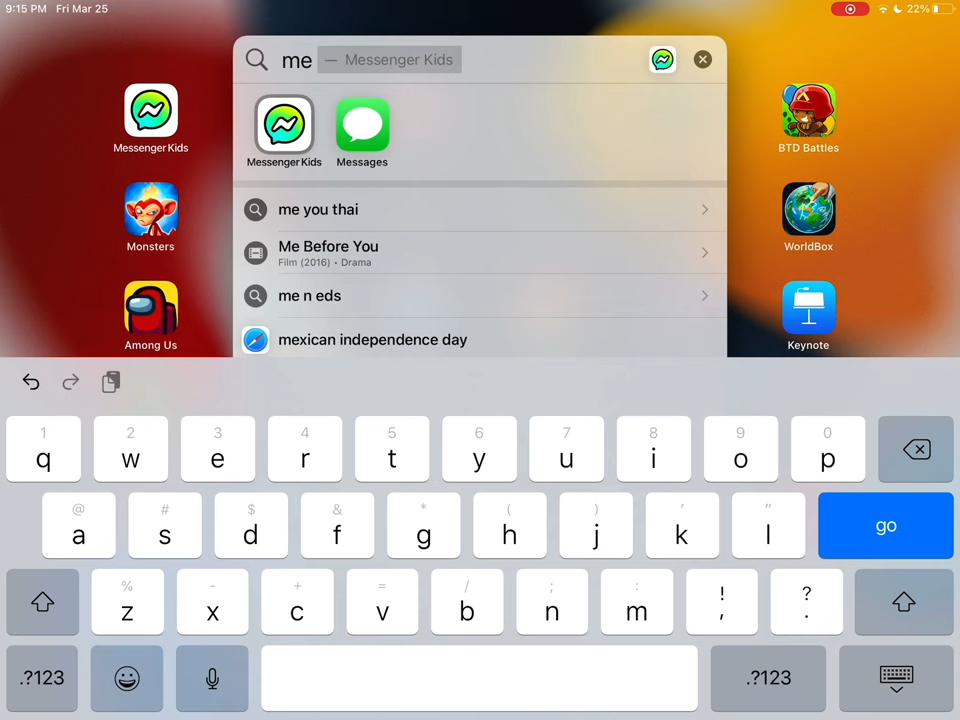 9:15 PM Fri Mar 25
22%
me — Messenger Kids
Messenger Kids
Messages
me you thai
Me Before You
Film (2016) • Drama
me n eds
mexican independence day
Messenger Kids
Monsters
Among Us
BTD Battles
WorldBox
Keynote
1 2 3 4 5 6 7 8 9 0
q w e r t y u i o p
@ # $ & * ( ) ' "
a s d f g h j k l go
% - + = / ; : ! ?
z x c v b n m , .
.?123 .?123